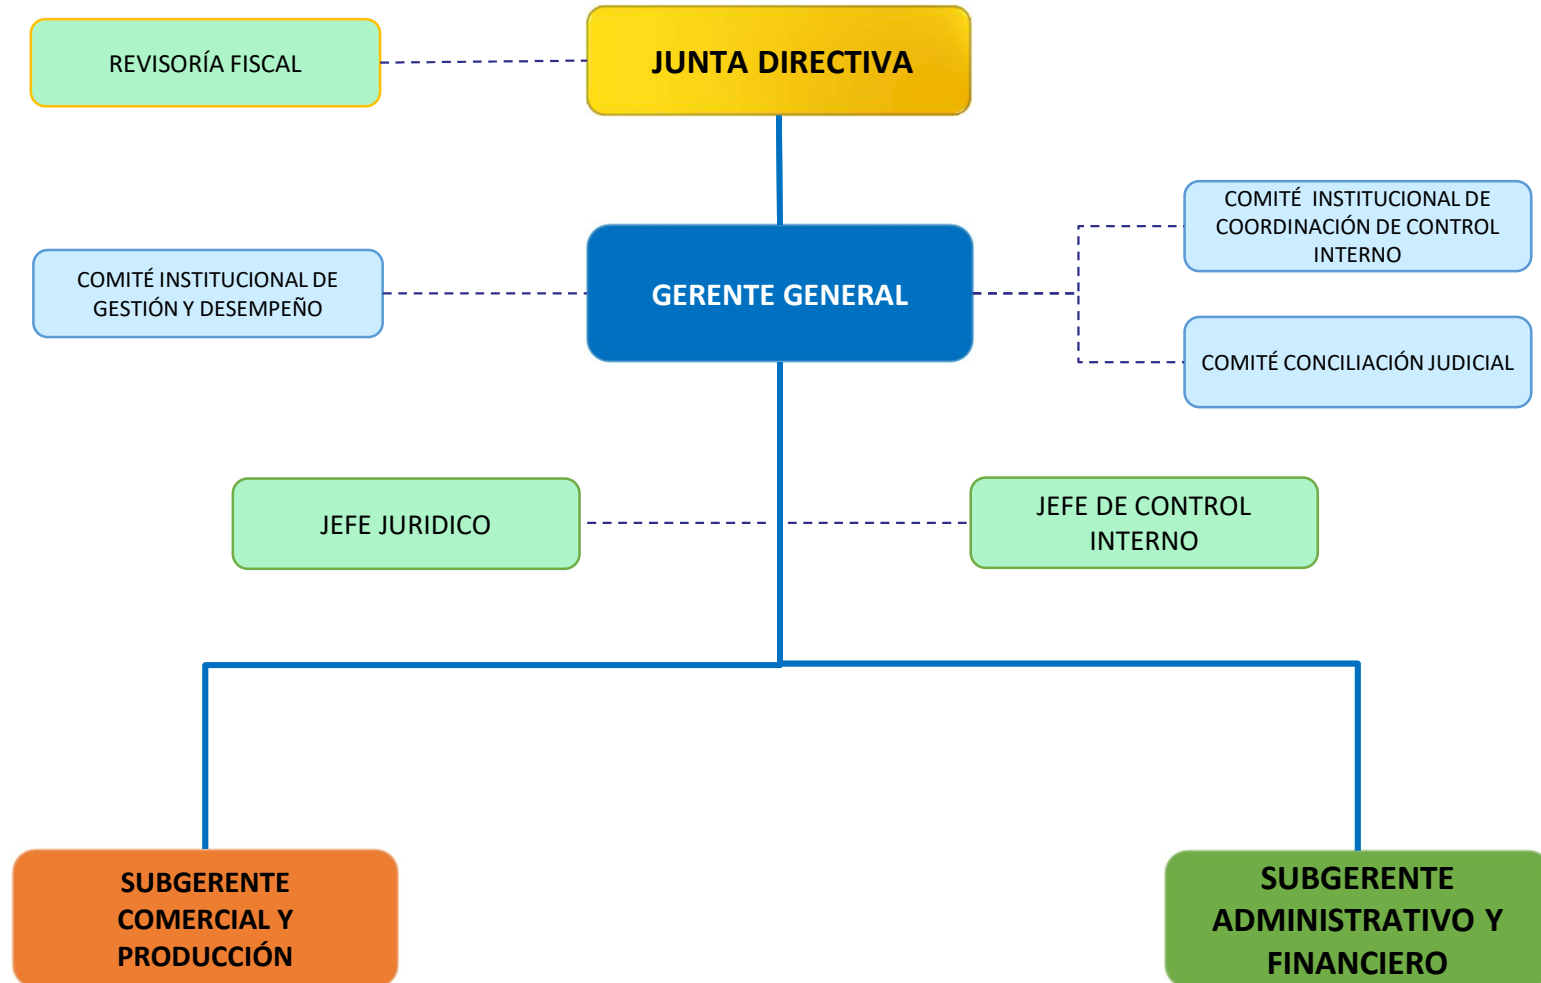 REVISORÍA FISCAL
JUNTA DIRECTIVA
COMITÉ INSTITUCIONAL DE
COORDINACIÓN DE CONTROL
INTERNO
COMITÉ INSTITUCIONAL DE
GESTIÓN Y DESEMPEÑO
GERENTE GENERAL
COMITÉ CONCILIACIÓN JUDICIAL
JEFE JURIDICO
JEFE DE CONTROL
INTERNO
SUBGERENTE
COMERCIAL Y
PRODUCCIÓN
SUBGERENTE
ADMINISTRATIVO Y
FINANCIERO